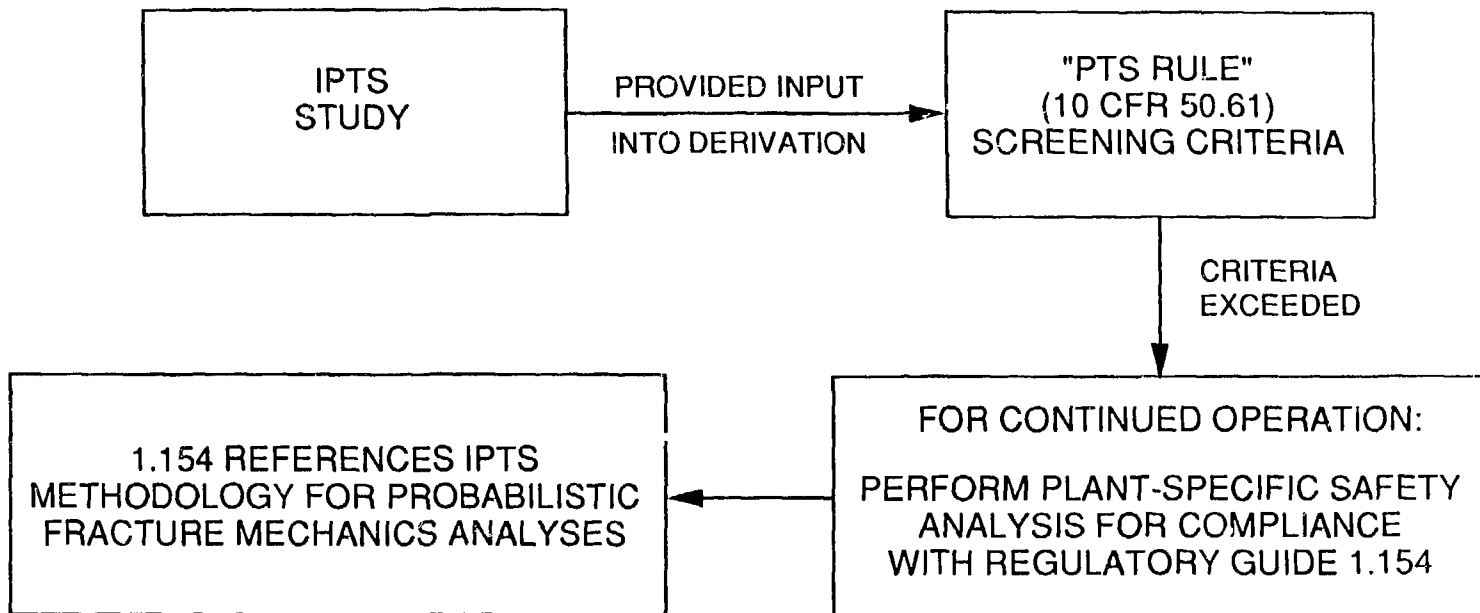 IPTS
STUDY
PROVIDED INPUT
INTO DERIVATION
"PTS RULE"
(10 CFR 50.61)
SCREENING CRITERIA
CRITERIA
EXCEEDED
FOR CONTINUED OPERATION:
PERFORM PLANT-SPECIFIC SAFETY
ANALYSIS FOR COMPLIANCE
WITH REGULATORY GUIDE 1.154
1.154 REFERENCES IPTS
METHODOLOGY FOR PROBABILISTIC
FRACTURE MECHANICS ANALYSES